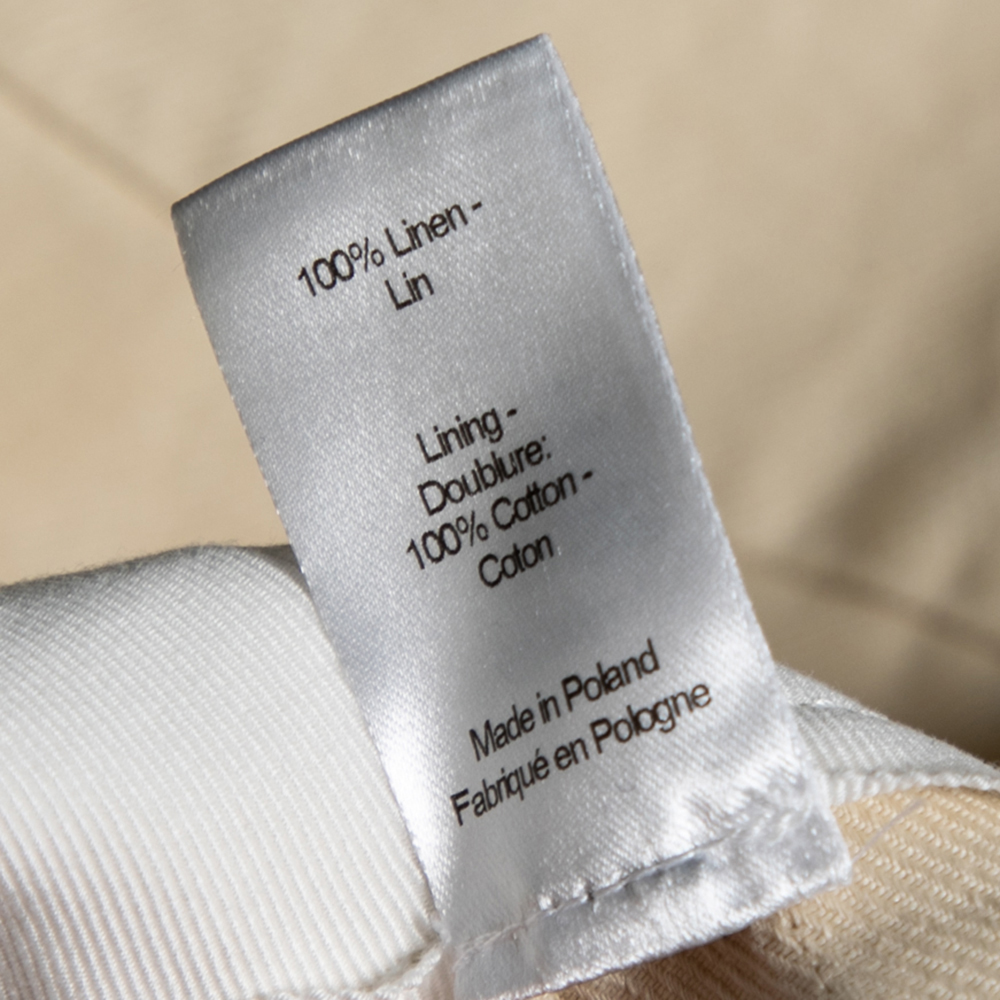 100% Linen -
Lin
Lining -
Doublure:
100% Cotton -
Coton
Made in Poland
Fabriqué en Pologne